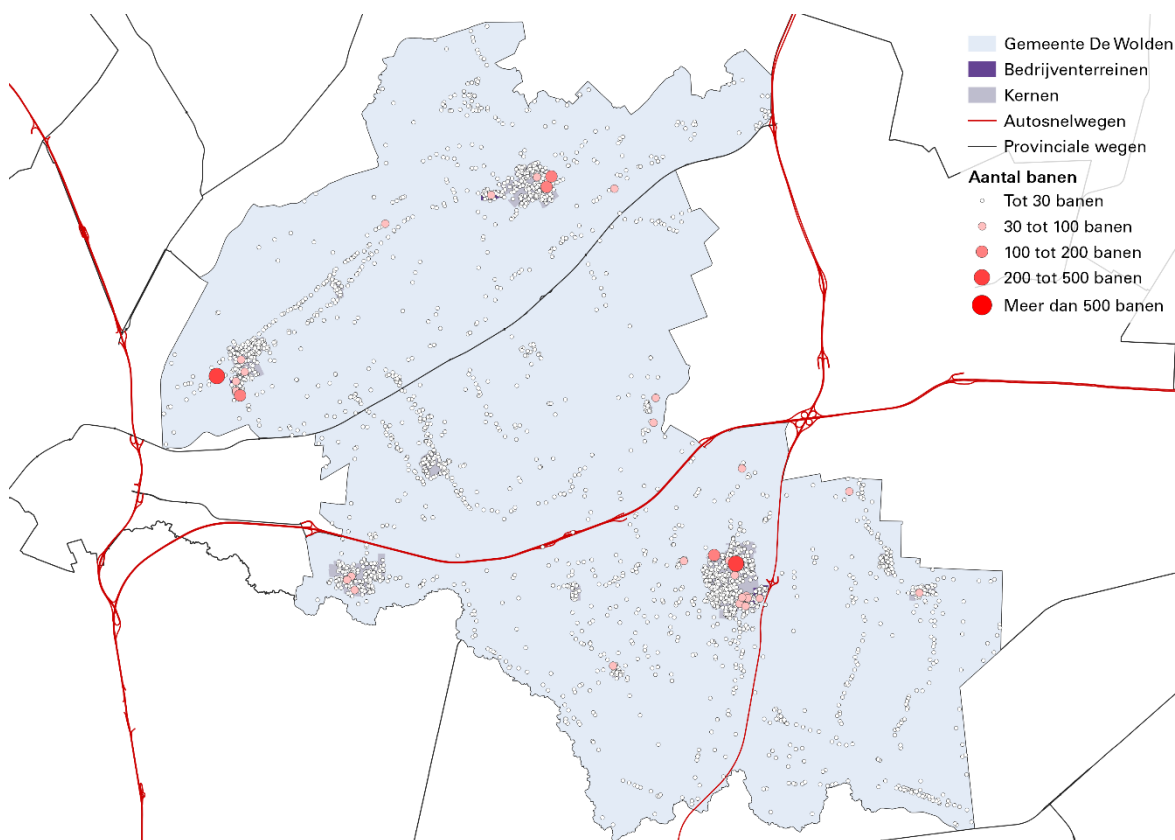 Gemeente De Wolden
Bedrijventerreinen
Kernen
Autosnelwegen
Provinciale wegen
Aantal banen
Tot 30 banen
30 tot 100 banen
100 tot 200 banen
200 tot 500 banen
Meer dan 500 banen